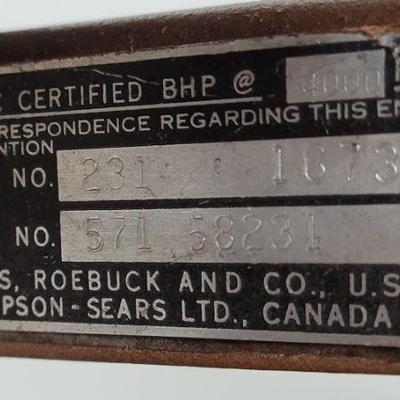 CERTIFIED BHP @ 4000
RRESPONDENCE REGARDING THIS EN
NTION
NO. 231 1673
NO. 571 58231
S, ROEBUCK AND CO., U.S
PSON-SEARS LTD., CANADA